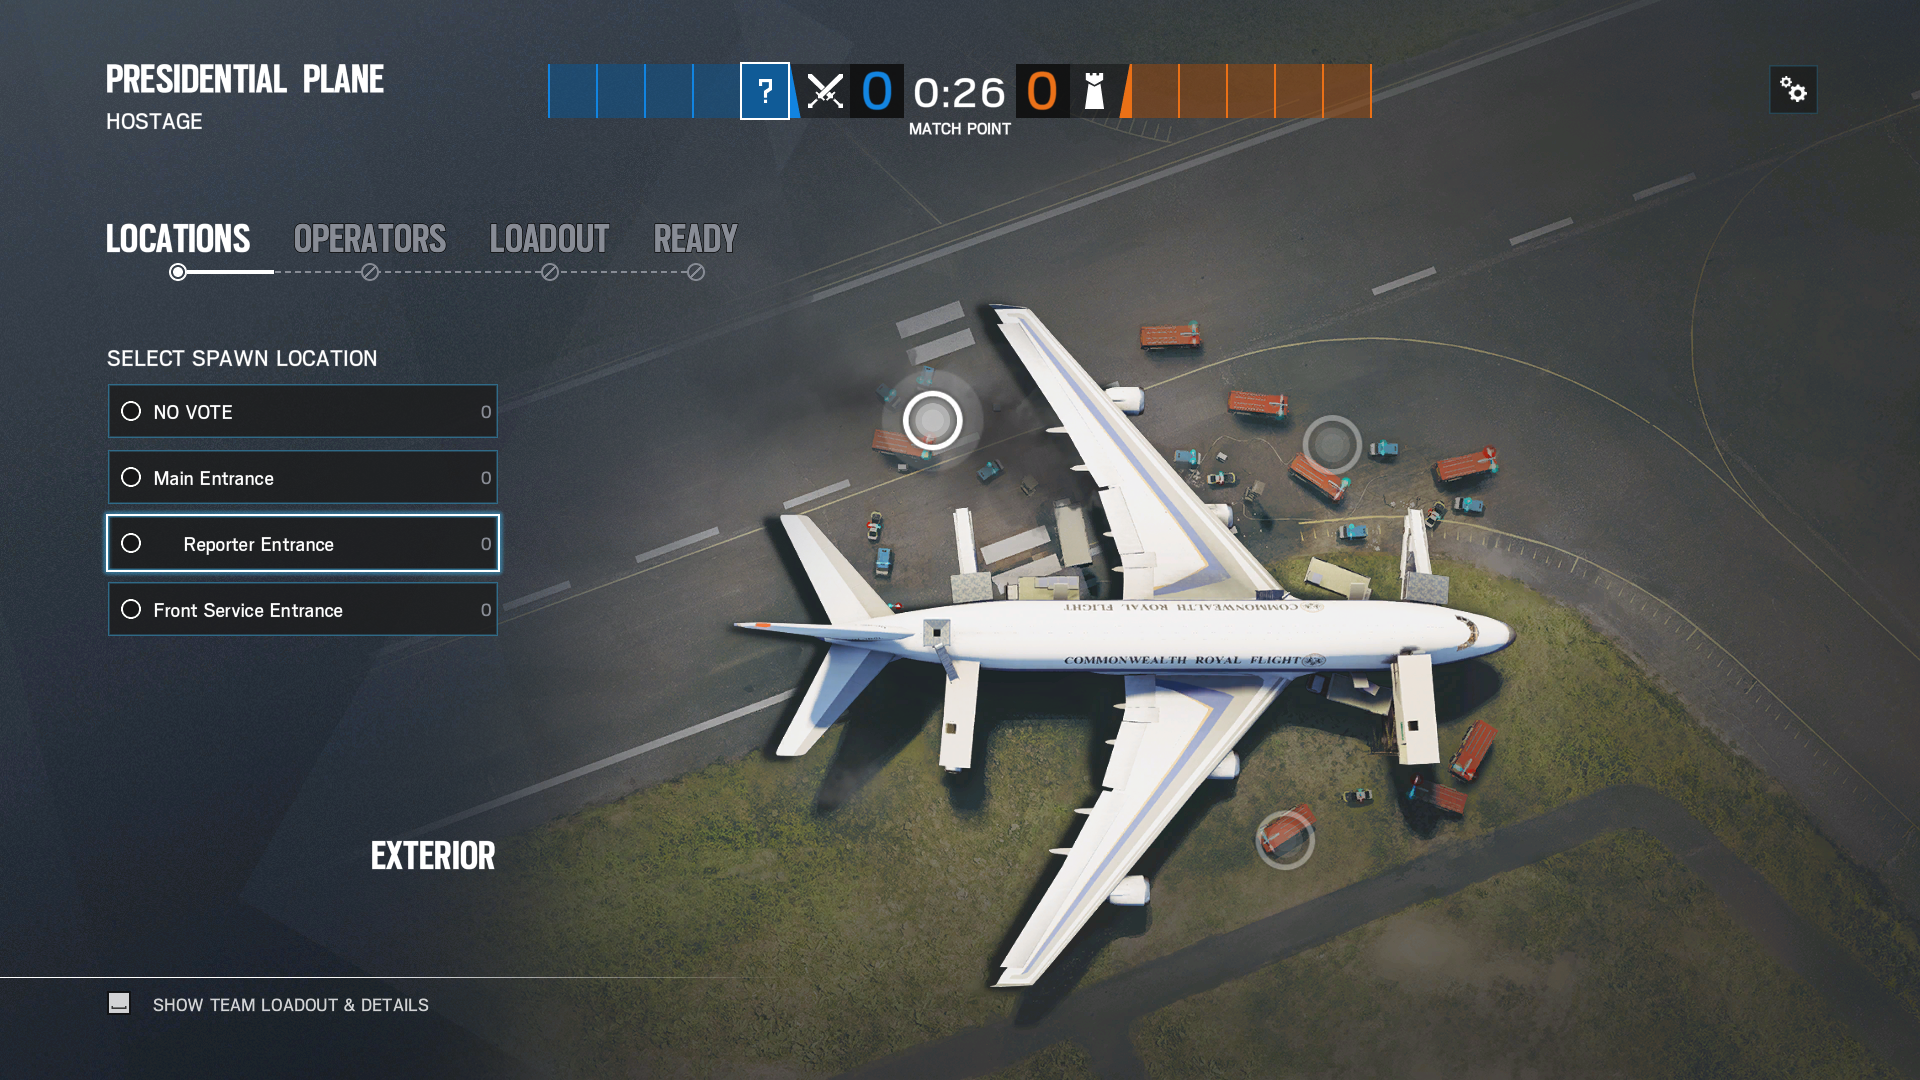 PRESIDENTIAL PLANE
HOSTAGE
?
0
0:26
0
MATCH POINT
LOCATIONS
OPERATORS
LOADOUT
READY
SELECT SPAWN LOCATION
NO VOTE 0
Main Entrance 0
Reporter Entrance 0
Front Service Entrance 0
COMMONWEALTH ROYAL FLIGHT
COMMONWEALTH ROYAL FLIGHT
EXTERIOR
SHOW TEAM LOADOUT & DETAILS